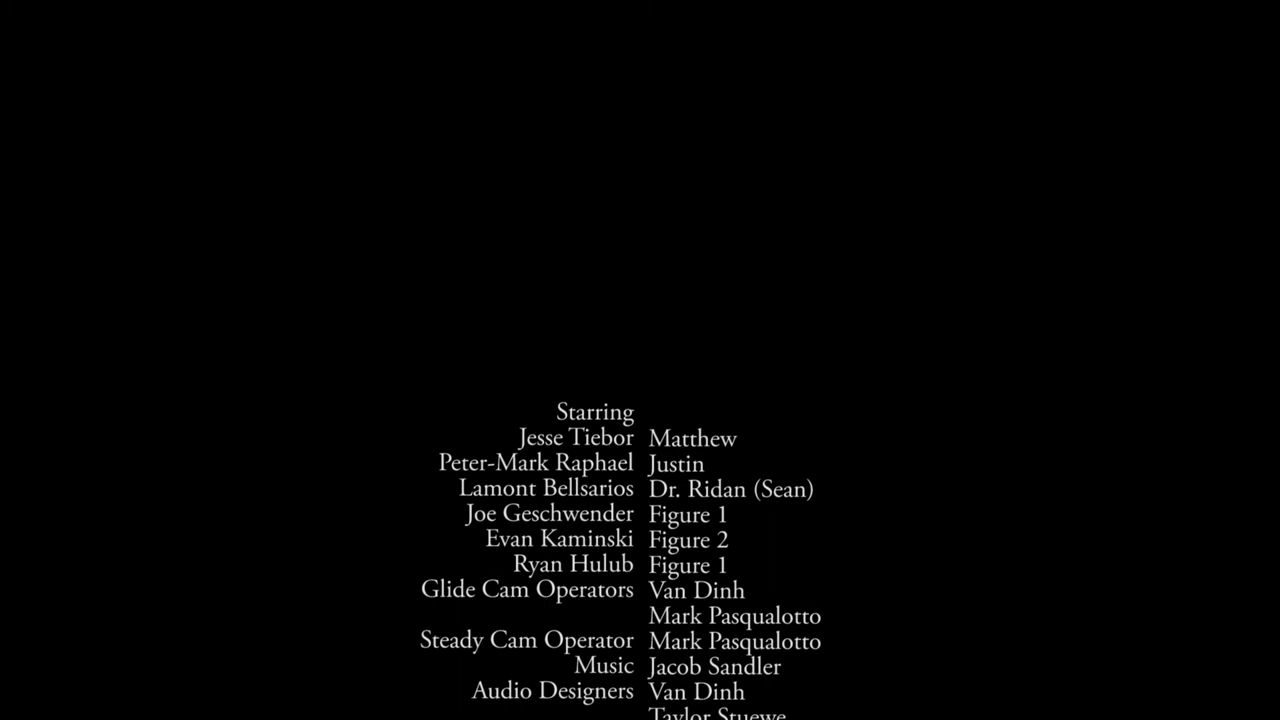 Starring
Jesse Tiebor Matthew
Peter-Mark Raphael Justin
Lamont Bellsarios Dr. Ridan (Sean)
Joe Geschwender Figure 1
Evan Kaminski Figure 2
Ryan Hulub Figure 1
Glide Cam Operators Van Dinh
Mark Pasqualotto
Steady Cam Operator Mark Pasqualotto
Music Jacob Sandler
Audio Designers Van Dinh
Taylor Stuewe